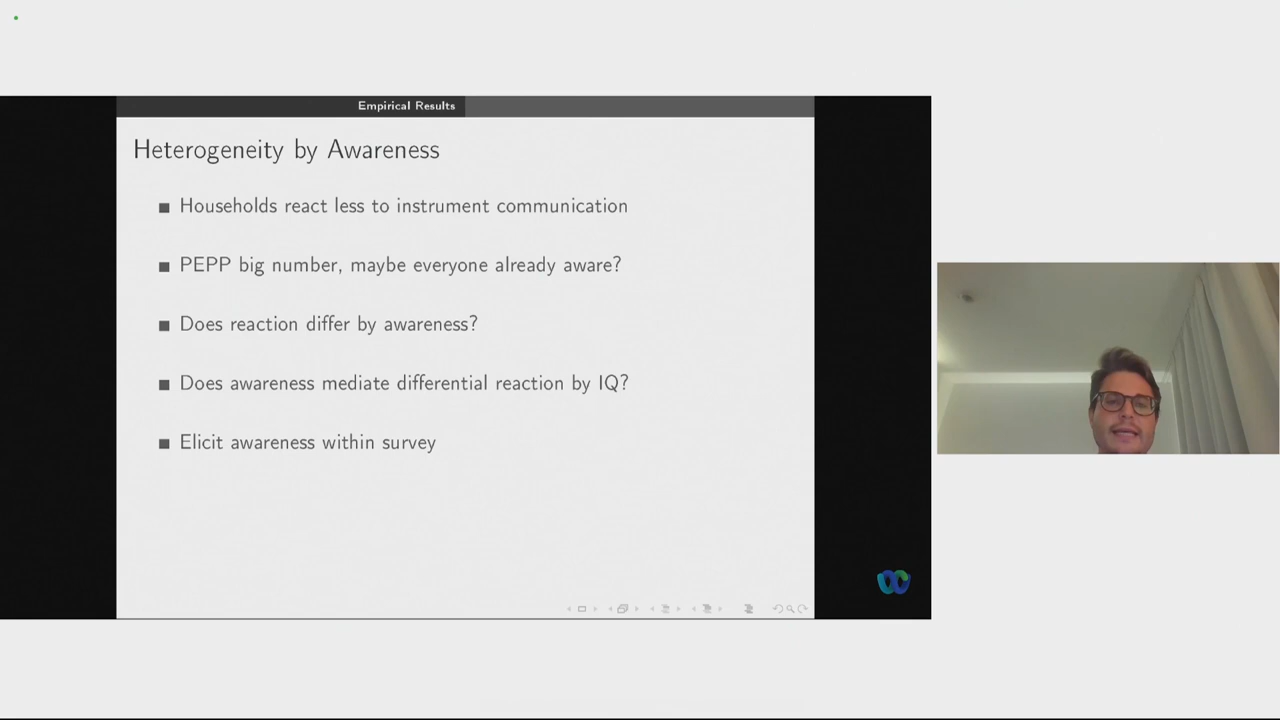 Empirical Results
Heterogeneity by Awareness
Households react less to instrument communication
PEPP big number, maybe everyone already aware?
Does reaction differ by awareness?
Does awareness mediate differential reaction by IQ?
Elicit awareness within survey